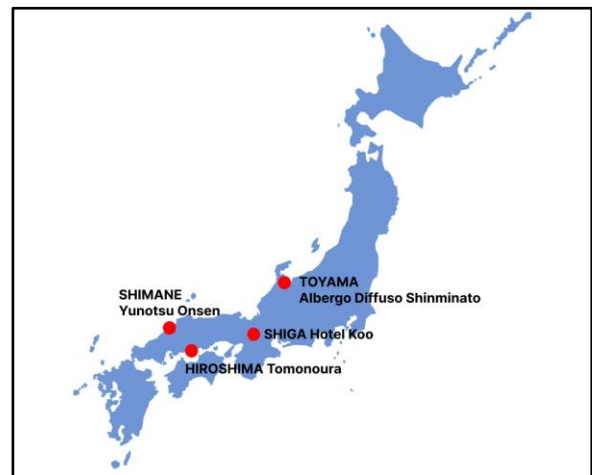 TOYAMA
Albergo Diffuso Shinminato
SHIMANE
Yunotsu Onsen
SHIGA Hotel Koo
HIROSHIMA Tomonoura